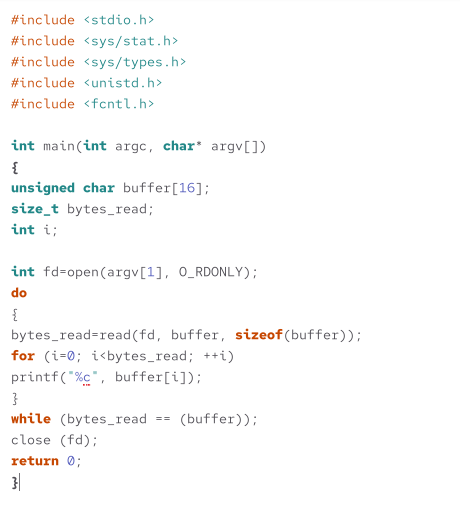 #include <stdio.h>
#include <sys/stat.h>
#include <sys/types.h>
#include <unistd.h>
#include <fcntl.h>
int main(int argc, char* argv[])
{
unsigned char buffer[16];
size_t bytes_read;
int i;
int fd=open(argv[1], O_RDONLY);
do
{
bytes_read=read(fd, buffer, sizeof(buffer));
for (i=0; i<bytes_read; ++i)
printf("%c", buffer[i]);
}
while (bytes_read == (buffer));
close (fd);
return 0;
}